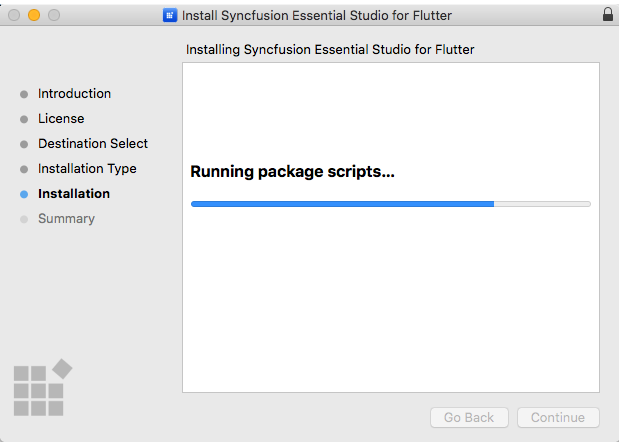 Install Syncfusion Essential Studio for Flutter
Installing Syncfusion Essential Studio for Flutter
Introduction
License
Destination Select
Installation Type
Installation
Summary
Running package scripts...
Go Back
Continue